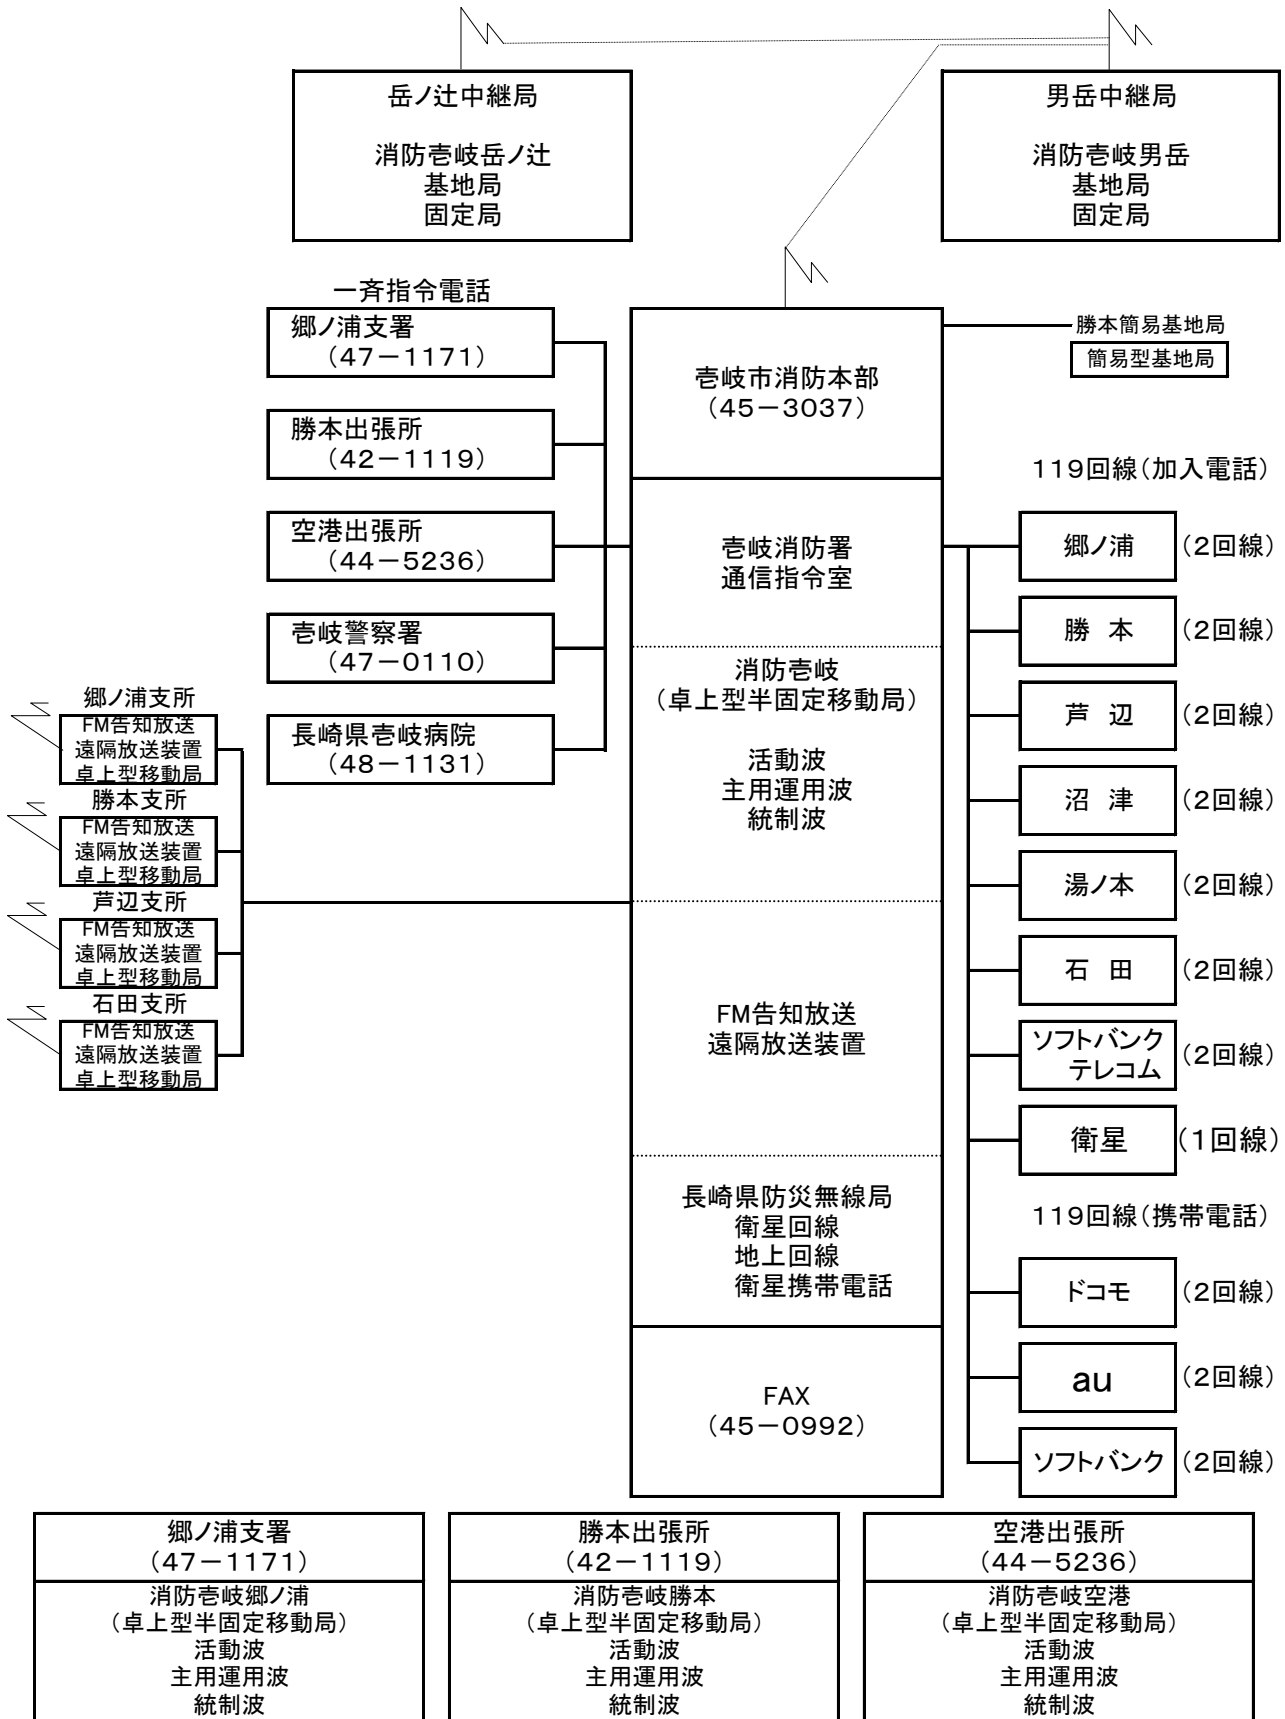 岳ノ辻中継局
消防壱岐岳ノ辻
基地局
固定局
男岳中継局
消防壱岐男岳
基地局
固定局
一斉指令電話
郷ノ浦支署
(47－1171)
勝本出張所
(42－1119)
空港出張所
(44－5236)
壱岐警察署
(47－0110)
長崎県壱岐病院
(48－1131)
郷ノ浦支所
FM告知放送
遠隔放送装置
卓上型移動局
勝本支所
FM告知放送
遠隔放送装置
卓上型移動局
芦辺支所
FM告知放送
遠隔放送装置
卓上型移動局
石田支所
FM告知放送
遠隔放送装置
卓上型移動局
壱岐市消防本部
(45－3037)
壱岐消防署
通信指令室
消防壱岐
(卓上型半固定移動局)
活動波
主用運用波
統制波
FM告知放送
遠隔放送装置
長崎県防災無線局
衛星回線
地上回線
衛星携帯電話
FAX
(45－0992)
勝本簡易基地局
簡易型基地局
119回線(加入電話)
郷ノ浦 (2回線)
勝 本 (2回線)
芦 辺 (2回線)
沼 津 (2回線)
湯ノ本 (2回線)
石 田 (2回線)
ソフトバンク
テレコム (2回線)
衛星 (1回線)
119回線(携帯電話)
ドコモ (2回線)
au (2回線)
ソフトバンク (2回線)
郷ノ浦支署
(47－1171)
消防壱岐郷ノ浦
(卓上型半固定移動局)
活動波
主用運用波
統制波
勝本出張所
(42－1119)
消防壱岐勝本
(卓上型半固定移動局)
活動波
主用運用波
統制波
空港出張所
(44－5236)
消防壱岐空港
(卓上型半固定移動局)
活動波
主用運用波
統制波